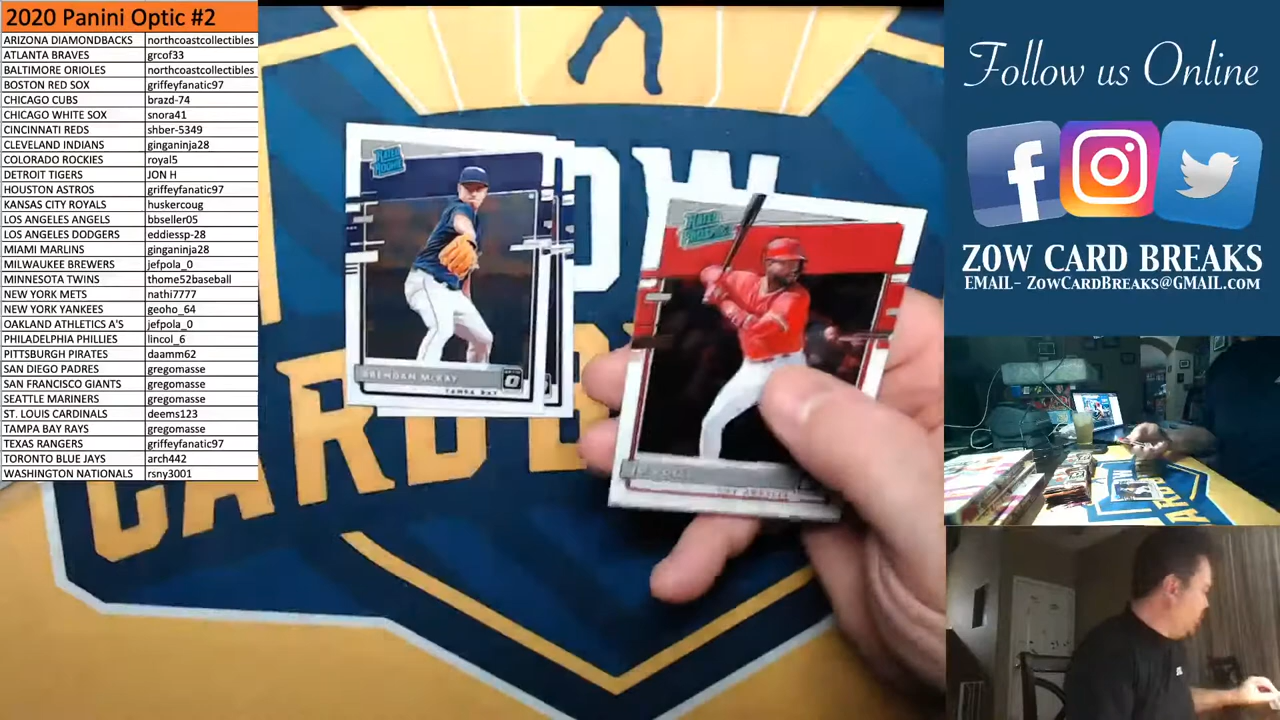 2020 Panini Optic #2
ARIZONA DIAMONDBACKS northcoastcollectibles
ATLANTA BRAVES grcof33
BALTIMORE ORIOLES northcoastcollectibles
BOSTON RED SOX griffeyfanatic97
CHICAGO CUBS brazd-74
CHICAGO WHITE SOX snora41
CINCINNATI REDS shber-5349
CLEVELAND INDIANS ginganinja28
COLORADO ROCKIES royal5
DETROIT TIGERS JON H
HOUSTON ASTROS griffeyfanatic97
KANSAS CITY ROYALS huskercoug
LOS ANGELES ANGELS bbseller05
LOS ANGELES DODGERS eddiessp-28
MIAMI MARLINS ginganinja28
MILWAUKEE BREWERS jefpola_0
MINNESOTA TWINS thome52baseball
NEW YORK METS nathi7777
NEW YORK YANKEES geoho_64
OAKLAND ATHLETICS A'S jefpola_0
PHILADELPHIA PHILLIES lincol_6
PITTSBURGH PIRATES daamm62
SAN DIEGO PADRES gregomasse
SAN FRANCISCO GIANTS gregomasse
SEATTLE MARINERS gregomasse
ST. LOUIS CARDINALS deems123
TAMPA BAY RAYS gregomasse
TEXAS RANGERS griffeyfanatic97
TORONTO BLUE JAYS arch442
WASHINGTON NATIONALS rsny3001
RATED ROOKIE
BRENDAN McKAY
OPTIC
TAMPA BAY
RATED
OW
CARD B
Follow us Online
ZOW CARD BREAKS
EMAIL- ZowCardBreaks@gmail.com